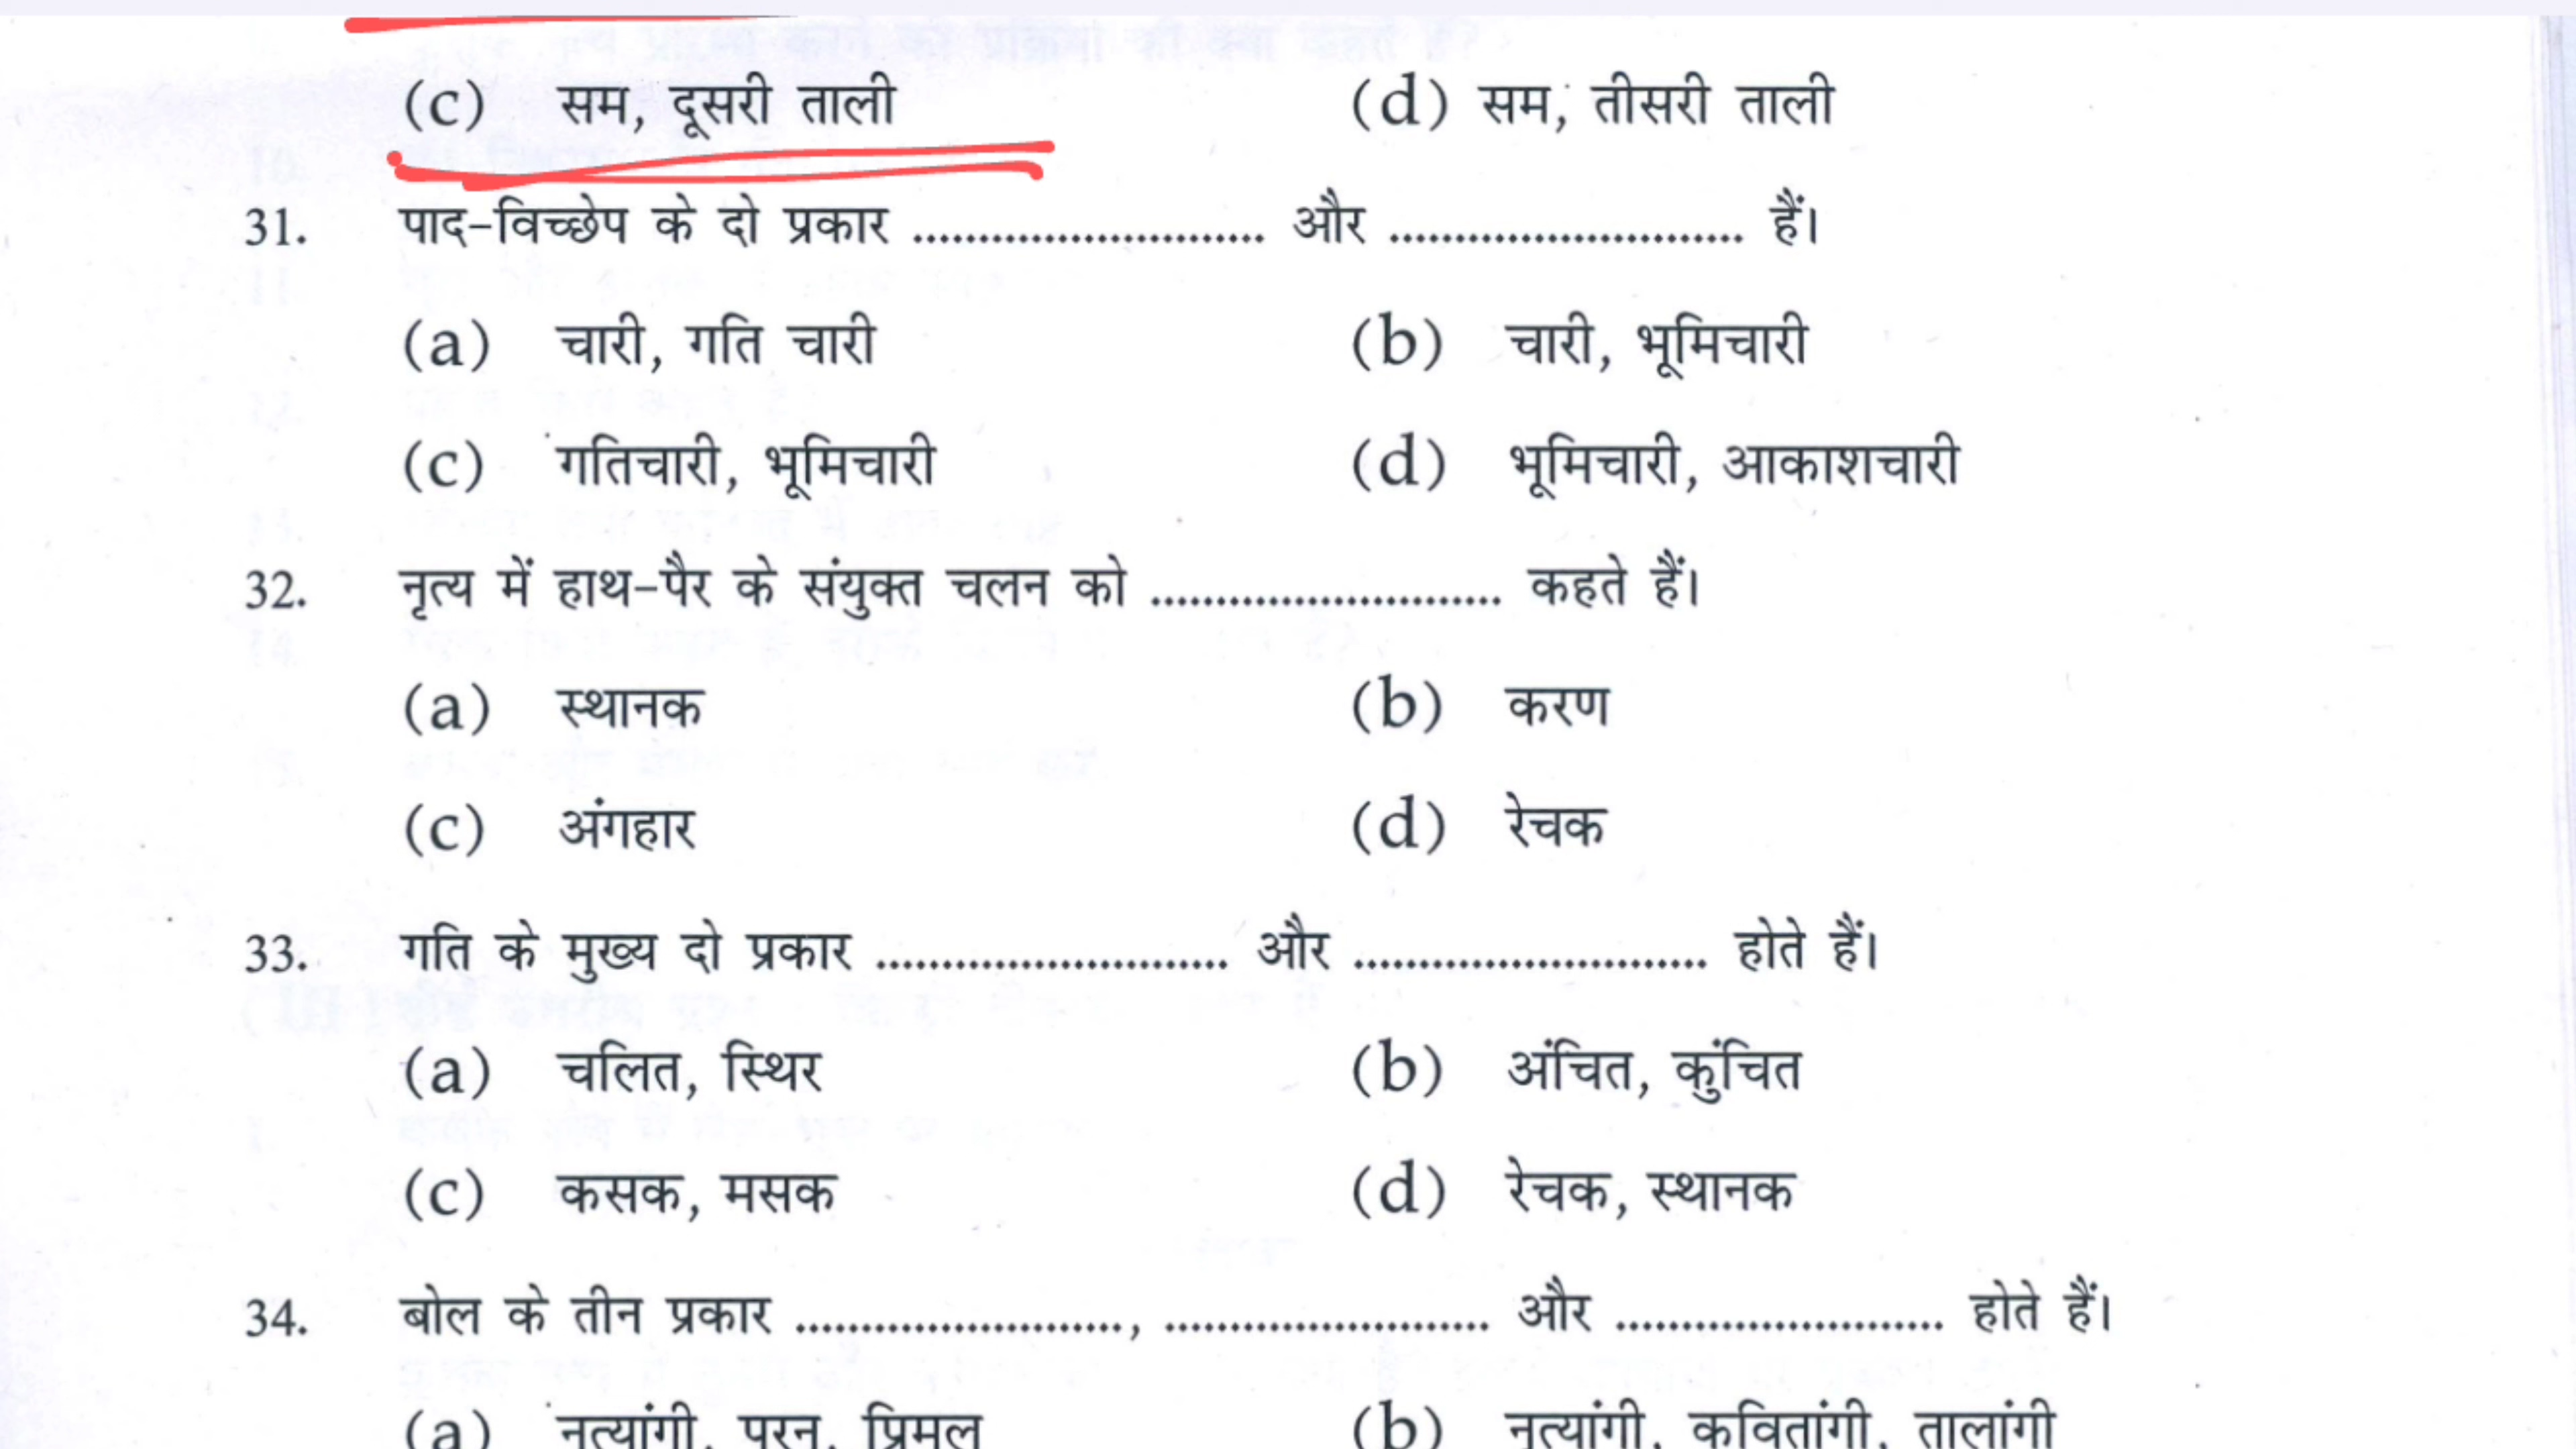 (c) सम, दूसरी ताली (d) सम, तीसरी ताली
31. पाद-विच्छेप के दो प्रकार ........................... और ........................... हैं।
(a) चारी, गति चारी (b) चारी, भूमिचारी
(c) गतिचारी, भूमिचारी (d) भूमिचारी, आकाशचारी
32. नृत्य में हाथ-पैर के संयुक्त चलन को ........................... कहते हैं।
(a) स्थानक (b) करण
(c) अंगहार (d) रेचक
33. गति के मुख्य दो प्रकार ........................... और ........................... होते हैं।
(a) चलित, स्थिर (b) अंचित, कुंचित
(c) कसक, मसक (d) रेचक, स्थानक
34. बोल के तीन प्रकार ........................., ......................... और ......................... होते हैं।
(a) नृत्यांगी, परन, प्रिमलु (b) नृत्यांगी, कवितांगी, तालांगी